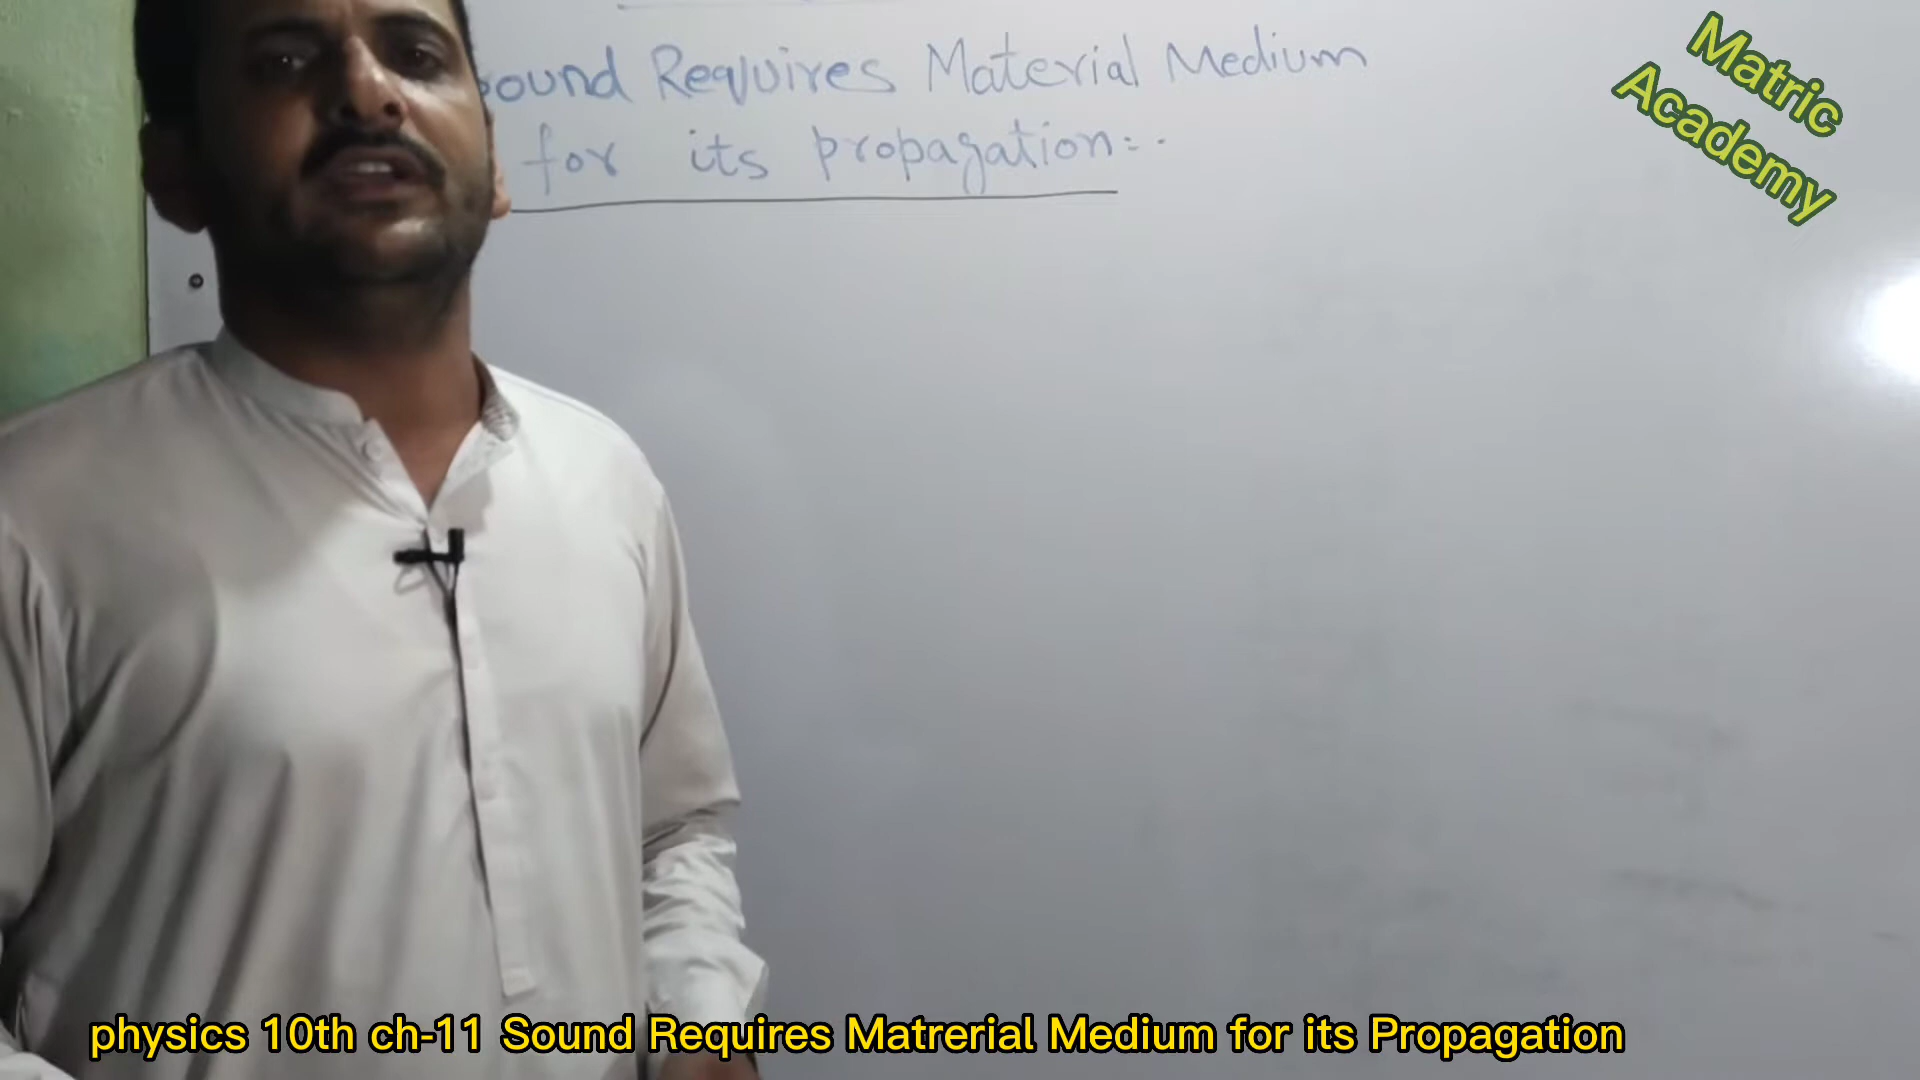 Sound Requires Material Medium
for its propagation:-
Matric
Academy
physics 10th ch-11 Sound Requires Matrerial Medium for its Propagation